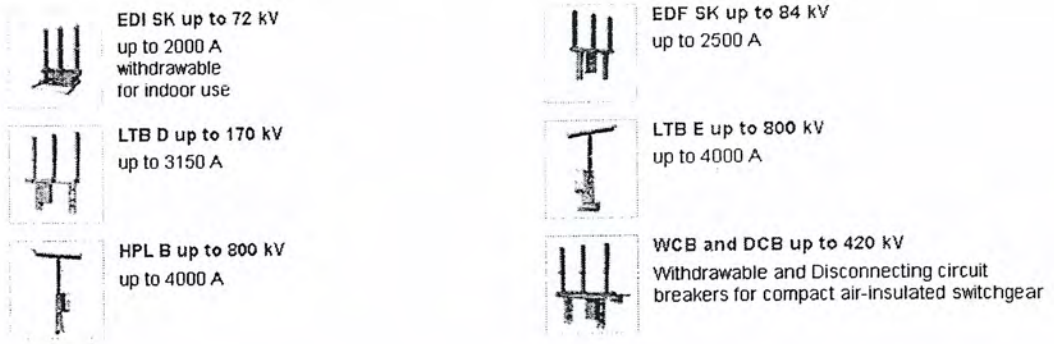 EDI SK up to 72 kV
up to 2000 A
withdrawable
for indoor use
EDF SK up to 84 kV
up to 2500 A
LTB D up to 170 kV
up to 3150 A
LTB E up to 800 kV
up to 4000 A
HPL B up to 800 kV
up to 4000 A
WCB and DCB up to 420 kV
Withdrawable and Disconnecting circuit
breakers for compact air-insulated switchgear